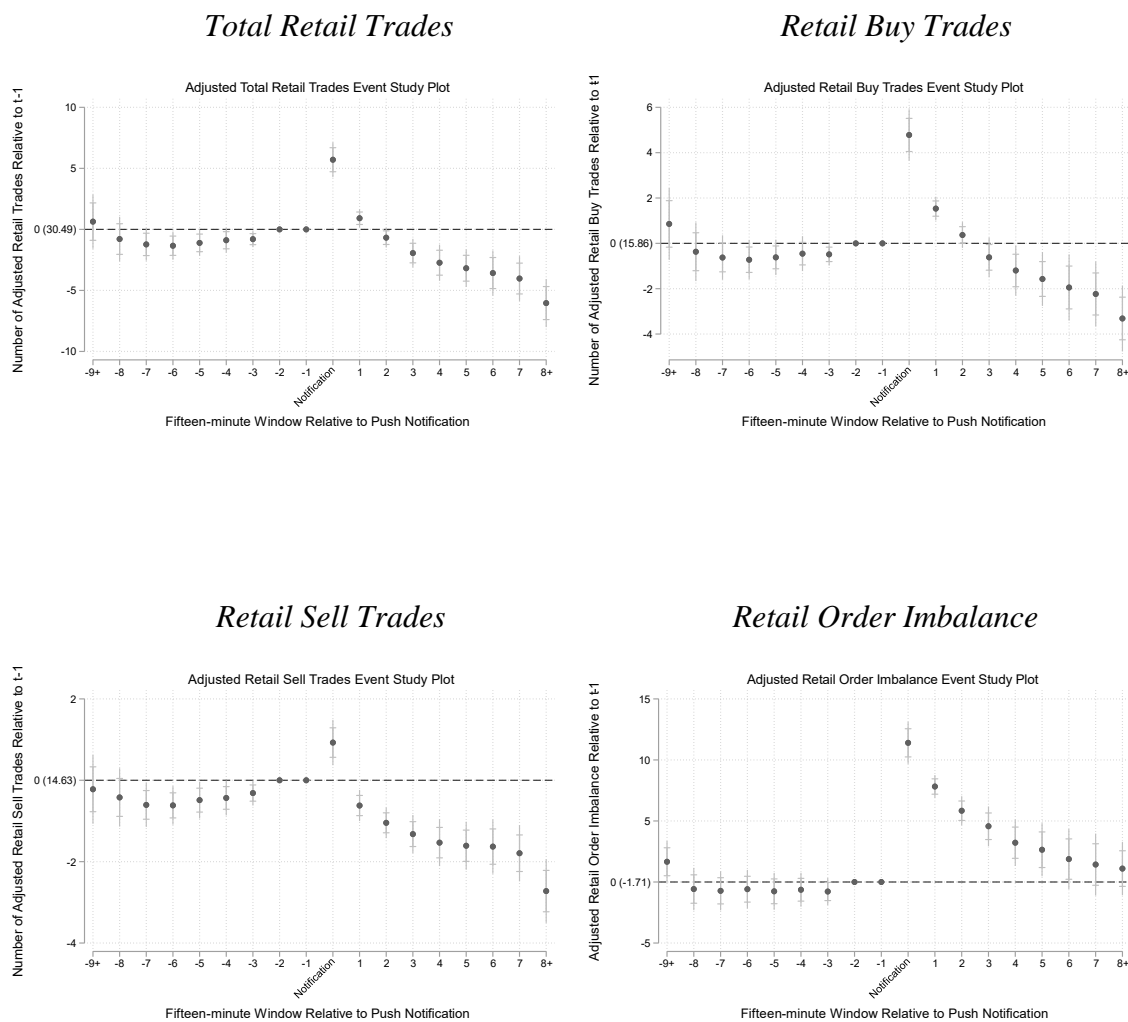 Total Retail Trades
Adjusted Total Retail Trades Event Study Plot
Number of Adjusted Retail Trades Relative to t-1
10
5
0 (30.49)
-5
-10
-9+ -8 -7 -6 -5 -4 -3 -2 -1 Notification 1 2 3 4 5 6 7 8+
Fifteen-minute Window Relative to Push Notification
Retail Buy Trades
Adjusted Retail Buy Trades Event Study Plot
Number of Adjusted Retail Buy Trades Relative to t-1
6
4
2
0 (15.86)
-2
-4
-9+ -8 -7 -6 -5 -4 -3 -2 -1 Notification 1 2 3 4 5 6 7 8+
Fifteen-minute Window Relative to Push Notification
Retail Sell Trades
Adjusted Retail Sell Trades Event Study Plot
Number of Adjusted Retail Sell Trades Relative to t-1
2
0 (14.63)
-2
-4
-9+ -8 -7 -6 -5 -4 -3 -2 -1 Notification 1 2 3 4 5 6 7 8+
Fifteen-minute Window Relative to Push Notification
Retail Order Imbalance
Adjusted Retail Order Imbalance Event Study Plot
Adjusted Retail Order Imbalance Relative to t-1
15
10
5
0 (-1.71)
-5
-9+ -8 -7 -6 -5 -4 -3 -2 -1 Notification 1 2 3 4 5 6 7 8+
Fifteen-minute Window Relative to Push Notification